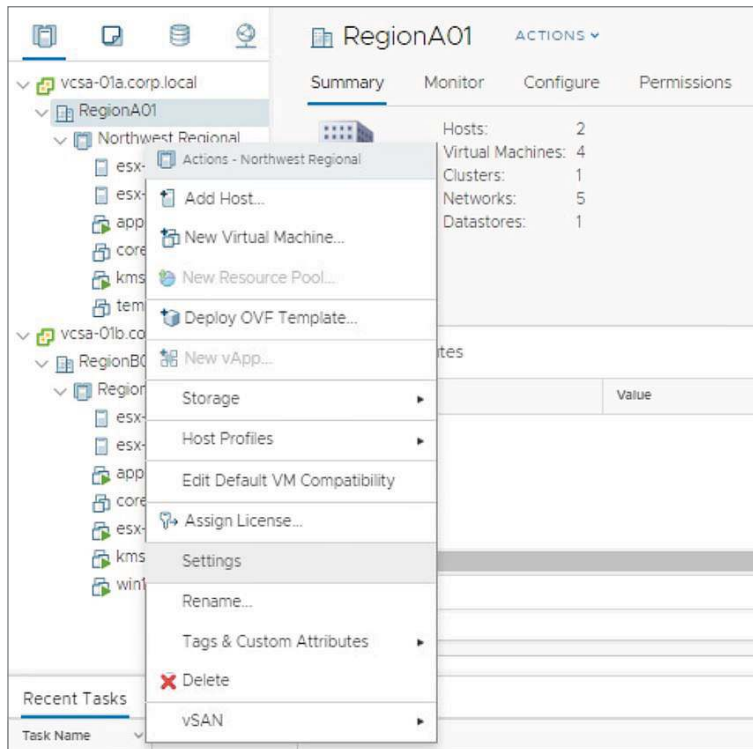 RegionA01 ACTIONS
Summary Monitor Configure Permissions
vcsa-01a.corp.local
RegionA01
Northwest Regional
esx-
esx-
app
core
kms
tem
vcsa-01b.co
RegionB0
Region
esx-
esx-
app
core
esx-
kms
win1
Hosts: 2
Virtual Machines: 4
Clusters: 1
Networks: 5
Datastores: 1
Actions - Northwest Regional
Add Host...
New Virtual Machine...
New Resource Pool...
Deploy OVF Template...
New vApp...
Storage
Host Profiles
Edit Default VM Compatibility
Assign License...
Settings
Rename...
Tags & Custom Attributes
Delete
vSAN
utes
Value
Recent Tasks
Task Name